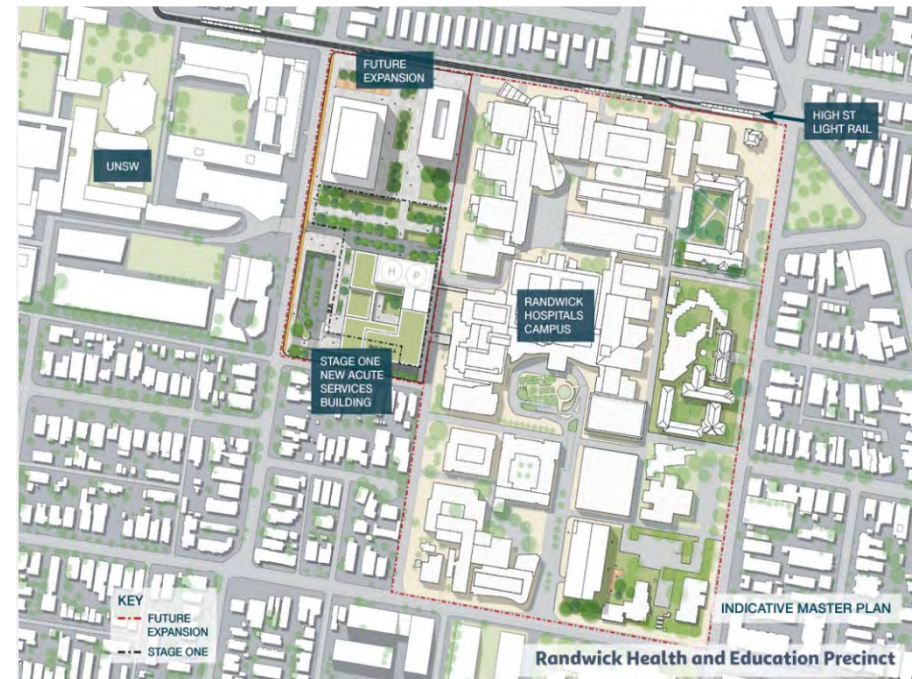 FUTURE
EXPANSION
HIGH ST
LIGHT RAIL
UNSW
H P
RANDWICK
HOSPITALS
CAMPUS
STAGE ONE
NEW ACUTE
SERVICES
BUILDING
KEY
FUTURE
EXPANSION
STAGE ONE
INDICATIVE MASTER PLAN
Randwick Health and Education Precinct